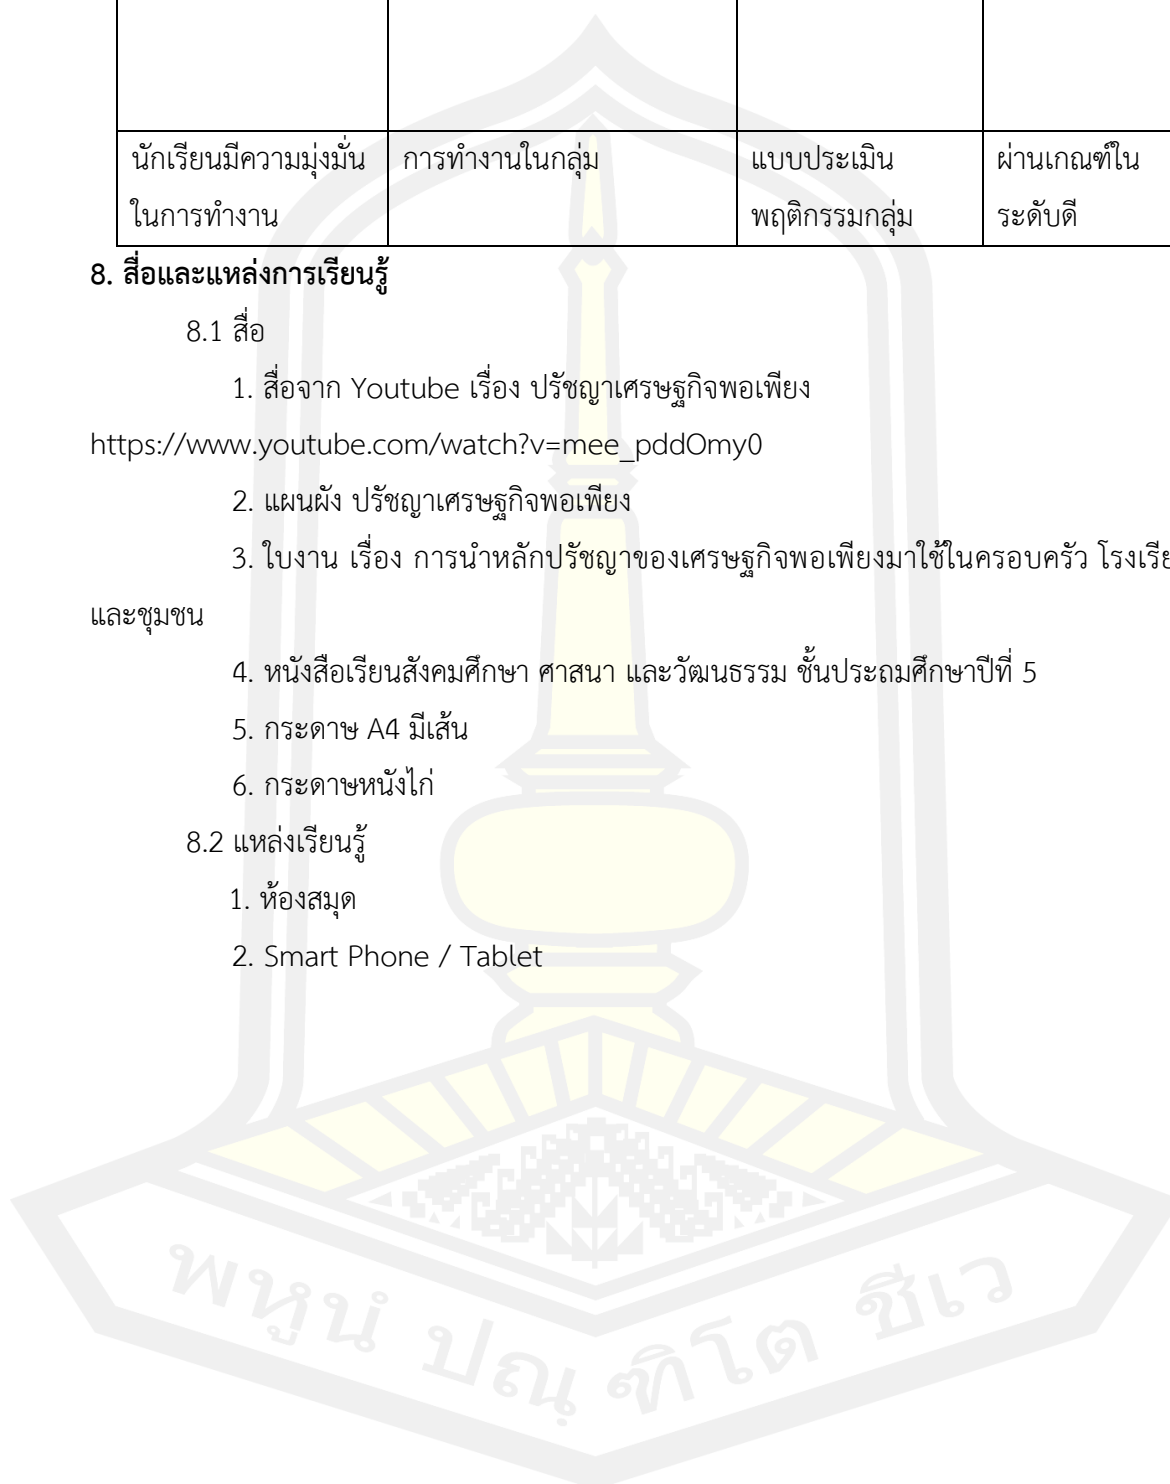 นักเรียนมีความมุ่งมั่น การทำงานในกลุ่ม แบบประเมิน ผ่านเกณฑ์ใน
ในการทำงาน พฤติกรรมกลุ่ม ระดับดี
8. สื่อและแหล่งการเรียนรู้
8.1 สื่อ
1. สื่อจาก Youtube เรื่อง ปรัชญาเศรษฐกิจพอเพียง
https://www.youtube.com/watch?v=mee_pddOmy0
2. แผนผัง ปรัชญาเศรษฐกิจพอเพียง
3. ใบงาน เรื่อง การนำหลักปรัชญาของเศรษฐกิจพอเพียงมาใช้ในครอบครัว โรงเรีย
และชุมชน
4. หนังสือเรียนสังคมศึกษา ศาสนา และวัฒนธรรม ชั้นประถมศึกษาปีที่ 5
5. กระดาษ A4 มีเส้น
6. กระดาษหนังไก่
8.2 แหล่งเรียนรู้
1. ห้องสมุด
2. Smart Phone / Tablet
พหูนํ ปณฺฑิโต ชีเว